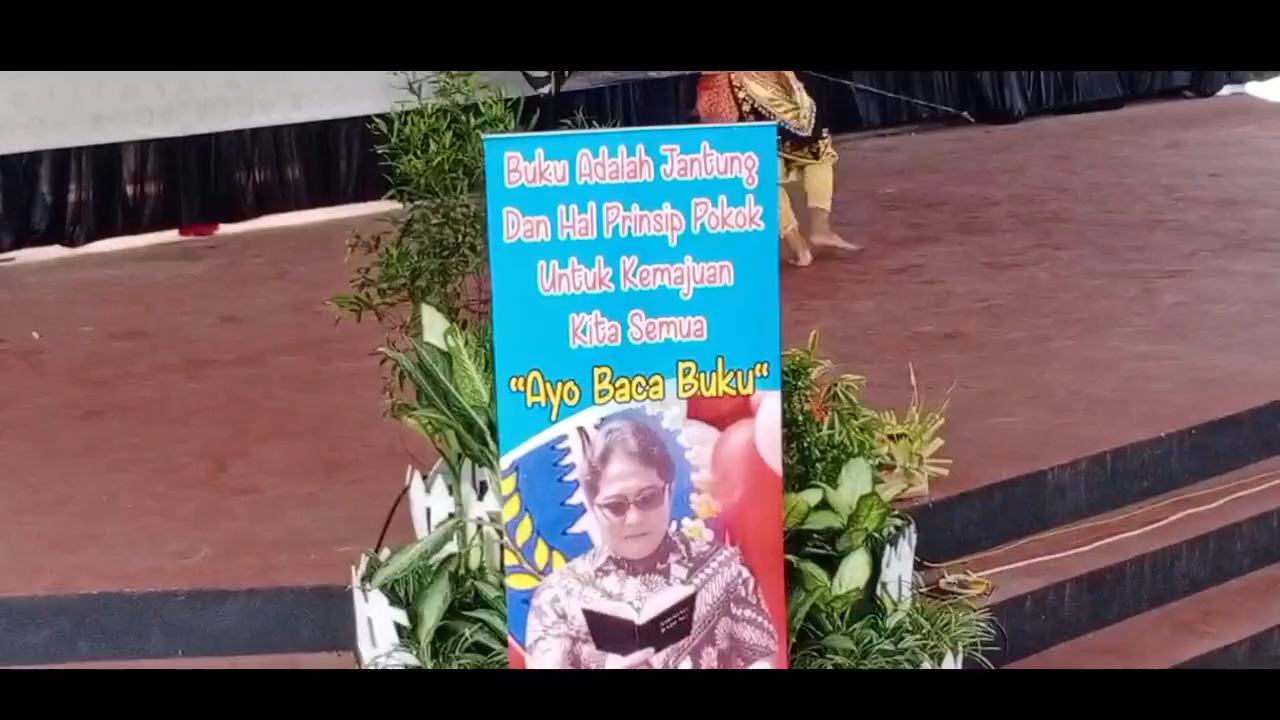 Buku Adalah Jantung
Dan Hal Prinsip Pokok
Untuk Kemajuan
Kita Semua
"Ayo Baca Buku"